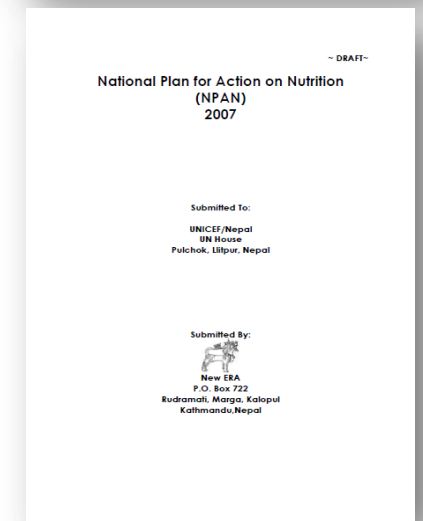 ~ DRAFT~
National Plan for Action on Nutrition
(NPAN)
2007
Submitted To:
UNICEF/Nepal
UN House
Pulchok, Llitpur, Nepal
Submitted By:
New ERA
P.O. Box 722
Rudramati, Marga, Kalopul
Kathmandu,Nepal